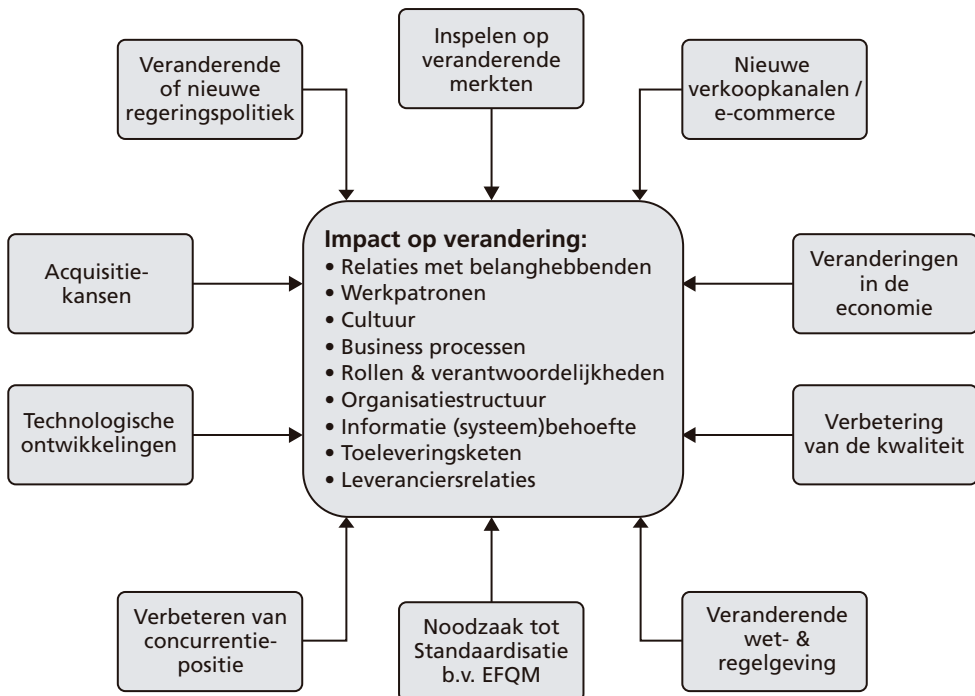 Veranderende
of nieuwe
regeringspolitiek
Inspelen op
veranderende
merkten
Nieuwe
verkoopkanalen /
e-commerce
Acquisitie-
kansen
Impact op verandering:
• Relaties met belanghebbenden
• Werkpatronen
• Cultuur
• Business processen
• Rollen & verantwoordelijkheden
• Organisatiestructuur
• Informatie (systeem)behoefte
• Toeleveringsketen
• Leveranciersrelaties
Veranderingen
in de
economie
Technologische
ontwikkelingen
Verbetering
van de kwaliteit
Verbeteren van
concurrentie-
positie
Noodzaak tot
Standaardisatie
b.v. EFQM
Veranderende
wet- &
regelgeving